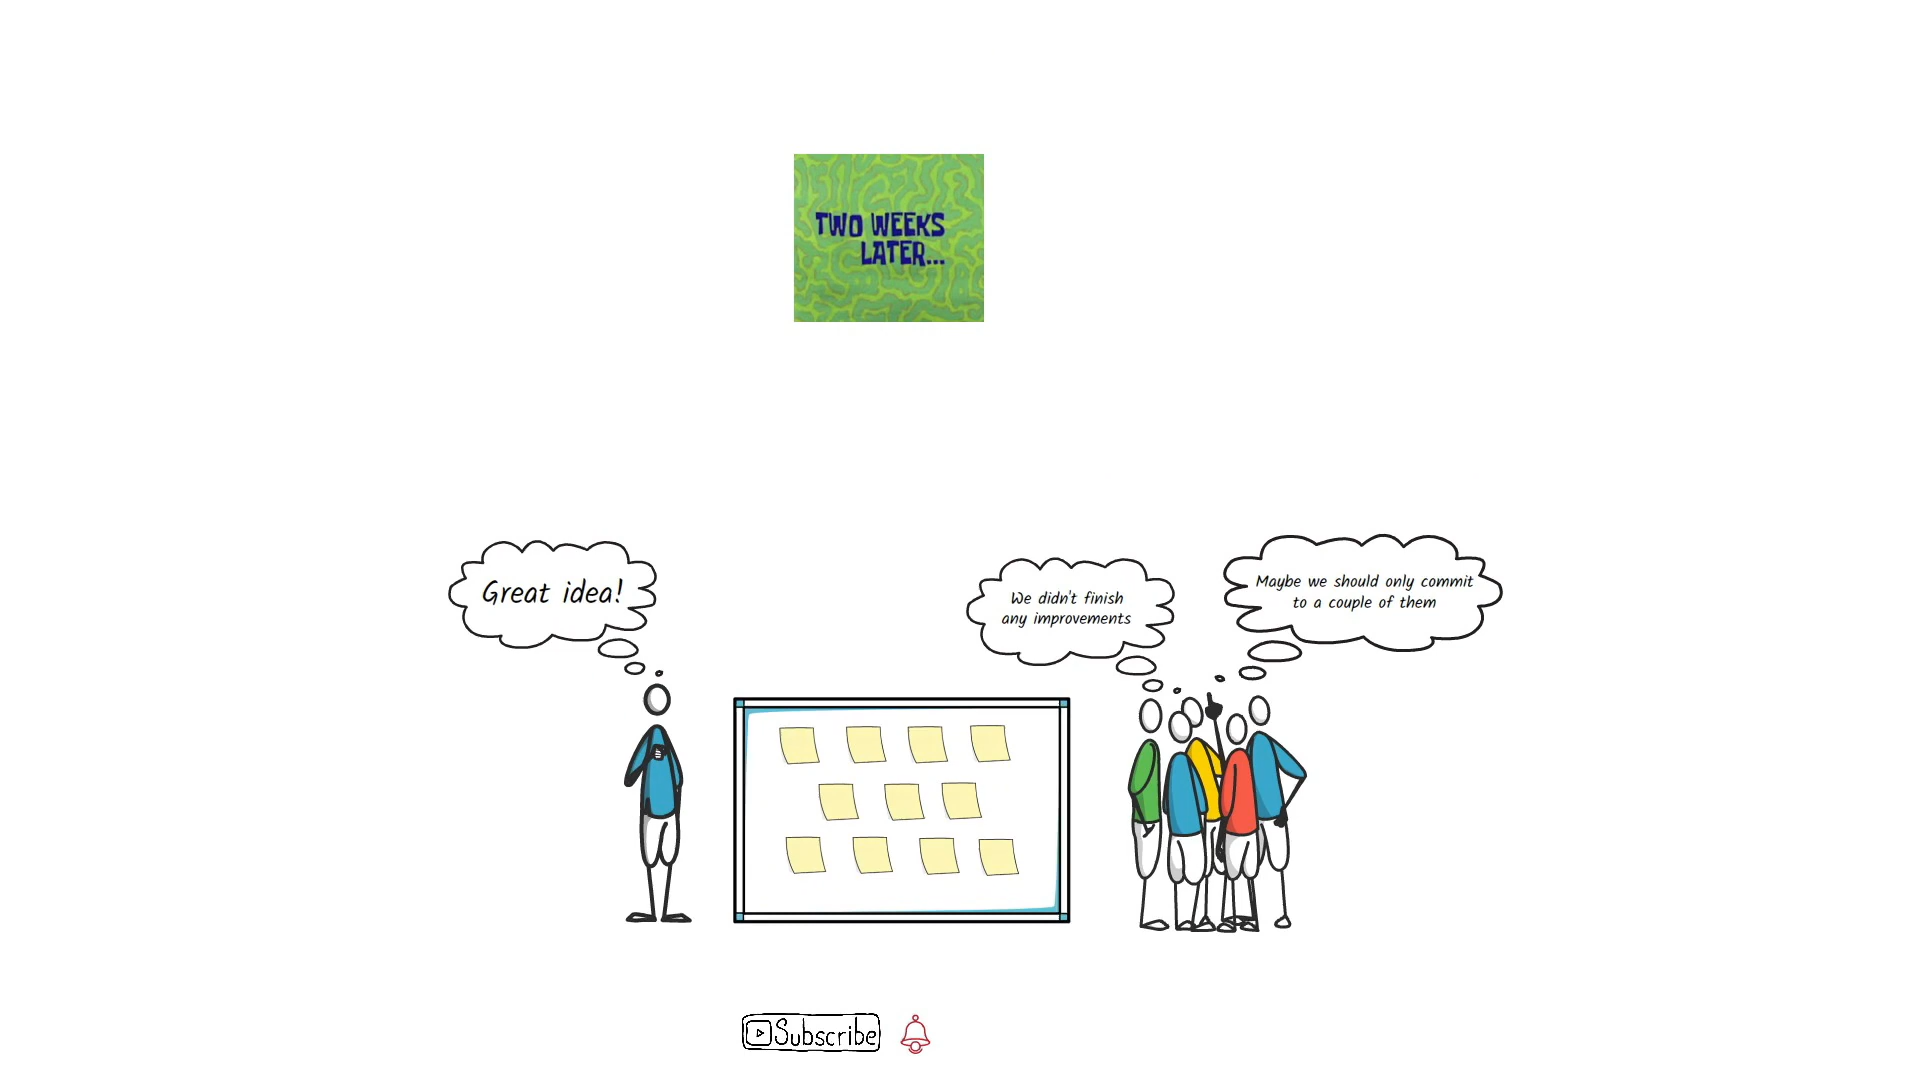 TWO WEEKS
LATER...
Great idea!
We didn't finish
any improvements
Maybe we should only commit
to a couple of them
Subscribe